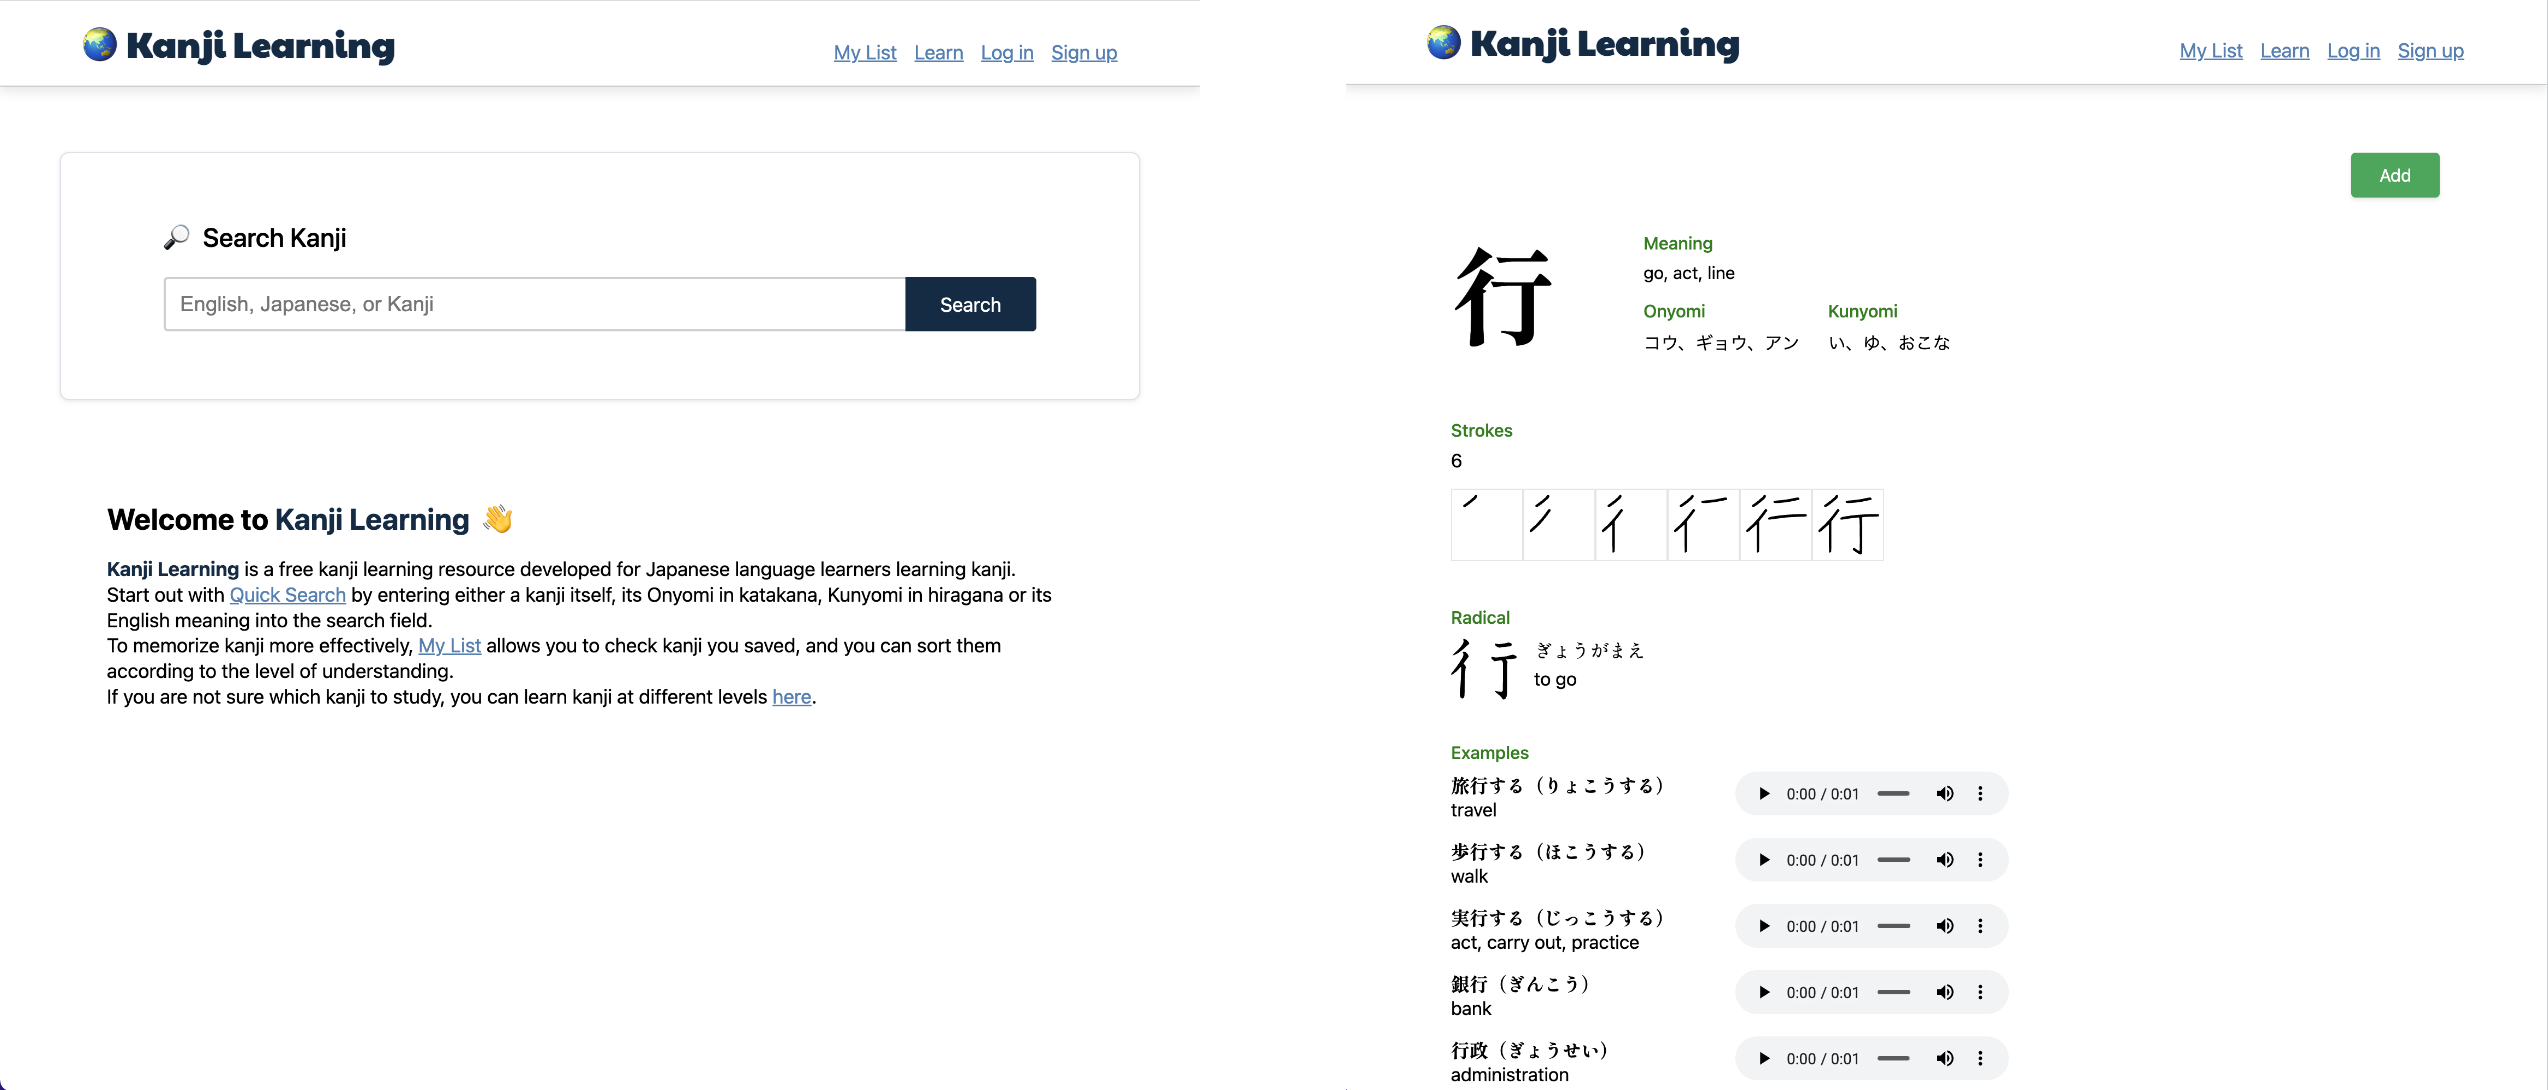 Kanji Learning
My List Learn Log in Sign up
Search Kanji
English, Japanese, or Kanji
Search
Welcome to Kanji Learning
Kanji Learning is a free kanji learning resource developed for Japanese language learners learning kanji.
Start out with Quick Search by entering either a kanji itself, its Onyomi in katakana, Kunyomi in hiragana or its
English meaning into the search field.
To memorize kanji more effectively, My List allows you to check kanji you saved, and you can sort them
according to the level of understanding.
If you are not sure which kanji to study, you can learn kanji at different levels here.
Kanji Learning
My List Learn Log in Sign up
Add
行
Meaning
go, act, line
Onyomi Kunyomi
コウ、ギョウ、アン い、ゆ、おこな
Strokes
6
行
Radical
行
ぎょうがまえ
to go
Examples
旅行する（りょこうする）
travel
0:00 / 0:01
歩行する（ほこうする）
walk
0:00 / 0:01
実行する（じっこうする）
act, carry out, practice
0:00 / 0:01
銀行（ぎんこう）
bank
0:00 / 0:01
行政（ぎょうせい）
administration
0:00 / 0:01